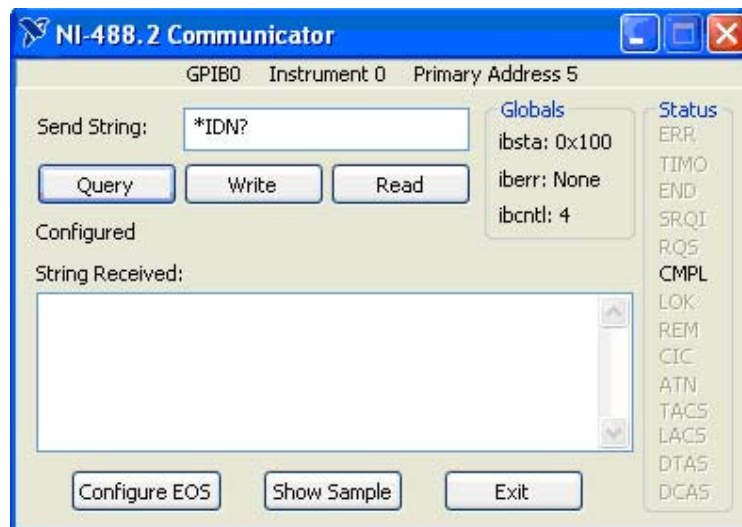 NI-488.2 Communicator
GPIB0 Instrument 0 Primary Address 5
Send String:
*IDN?
Query
Write
Read
Configured
String Received:
Globals
ibsta: 0x100
iberr: None
ibcntl: 4
Status
ERR
TIMO
END
SRQI
RQS
CMPL
LOK
REM
CIC
ATN
TACS
LACS
DTAS
DCAS
Configure EOS
Show Sample
Exit